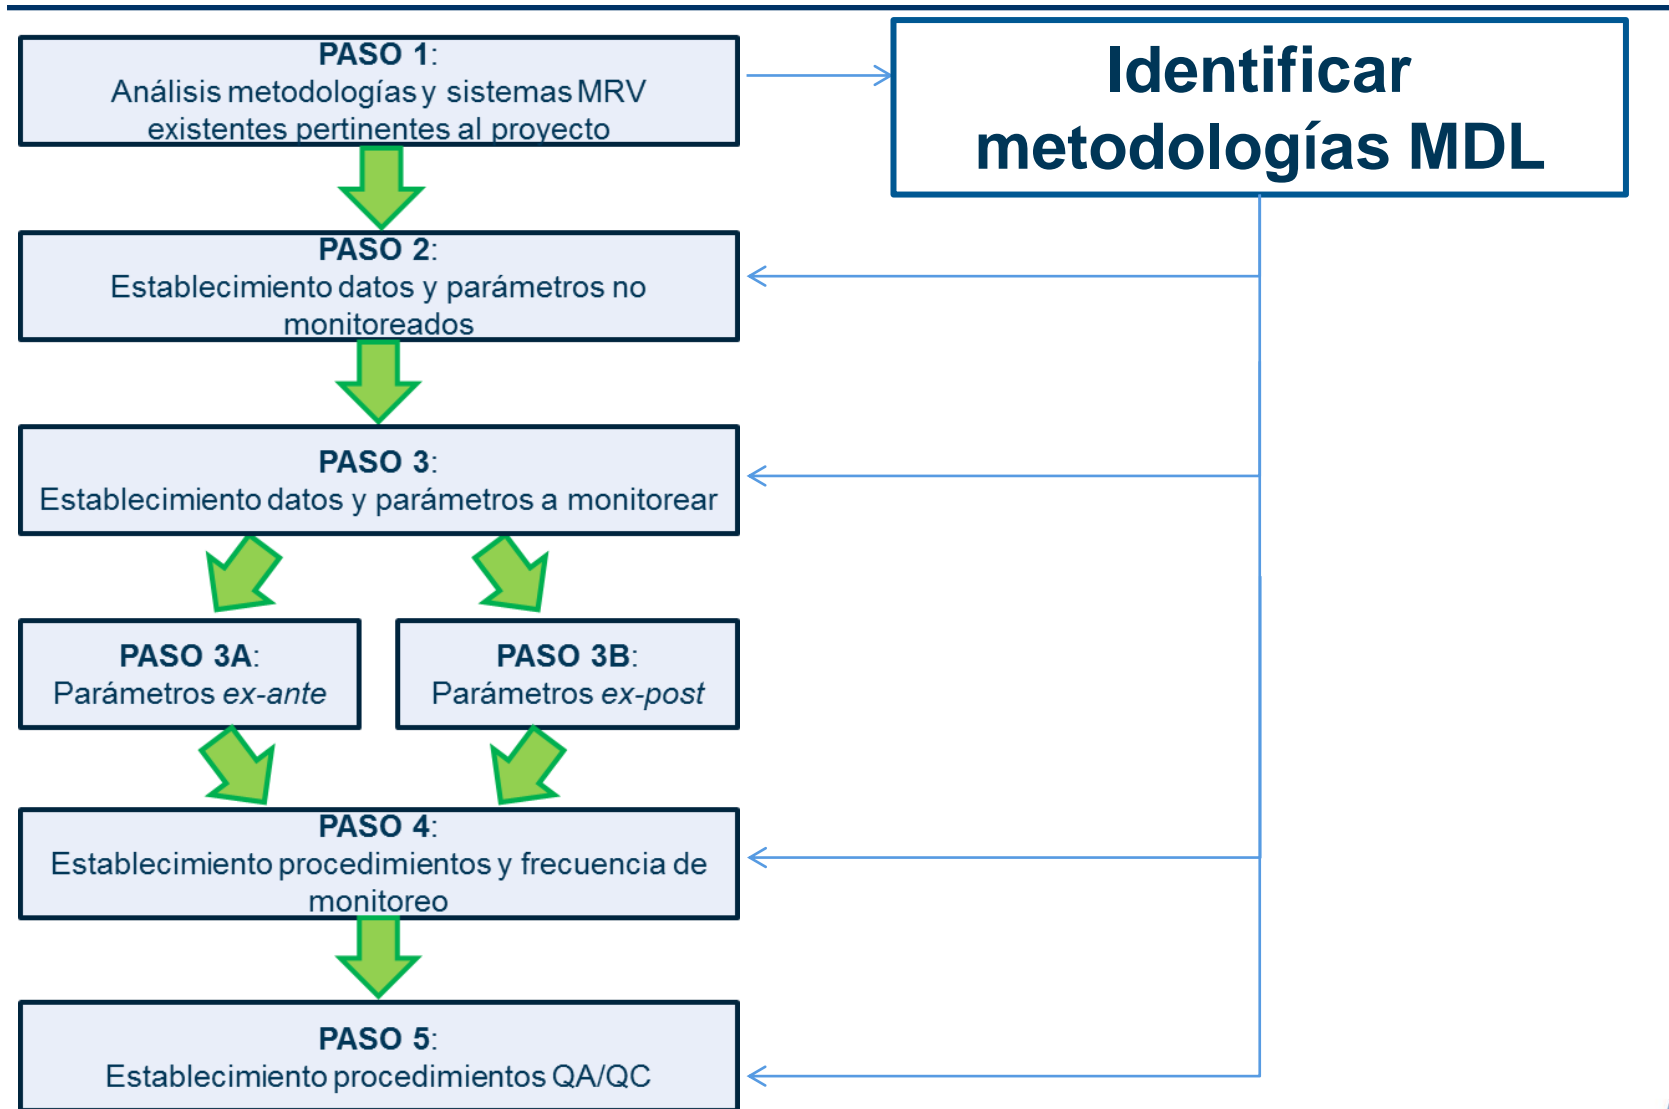 PASO 1:
Análisis metodologías y sistemas MRV
existentes pertinentes al proyecto
Identificar
metodologías MDL
PASO 2:
Establecimiento datos y parámetros no
monitoreados
PASO 3:
Establecimiento datos y parámetros a monitorear
PASO 3A:
Parámetros ex-ante
PASO 3B:
Parámetros ex-post
PASO 4:
Establecimiento procedimientos y frecuencia de
monitoreo
PASO 5:
Establecimiento procedimientos QA/QC